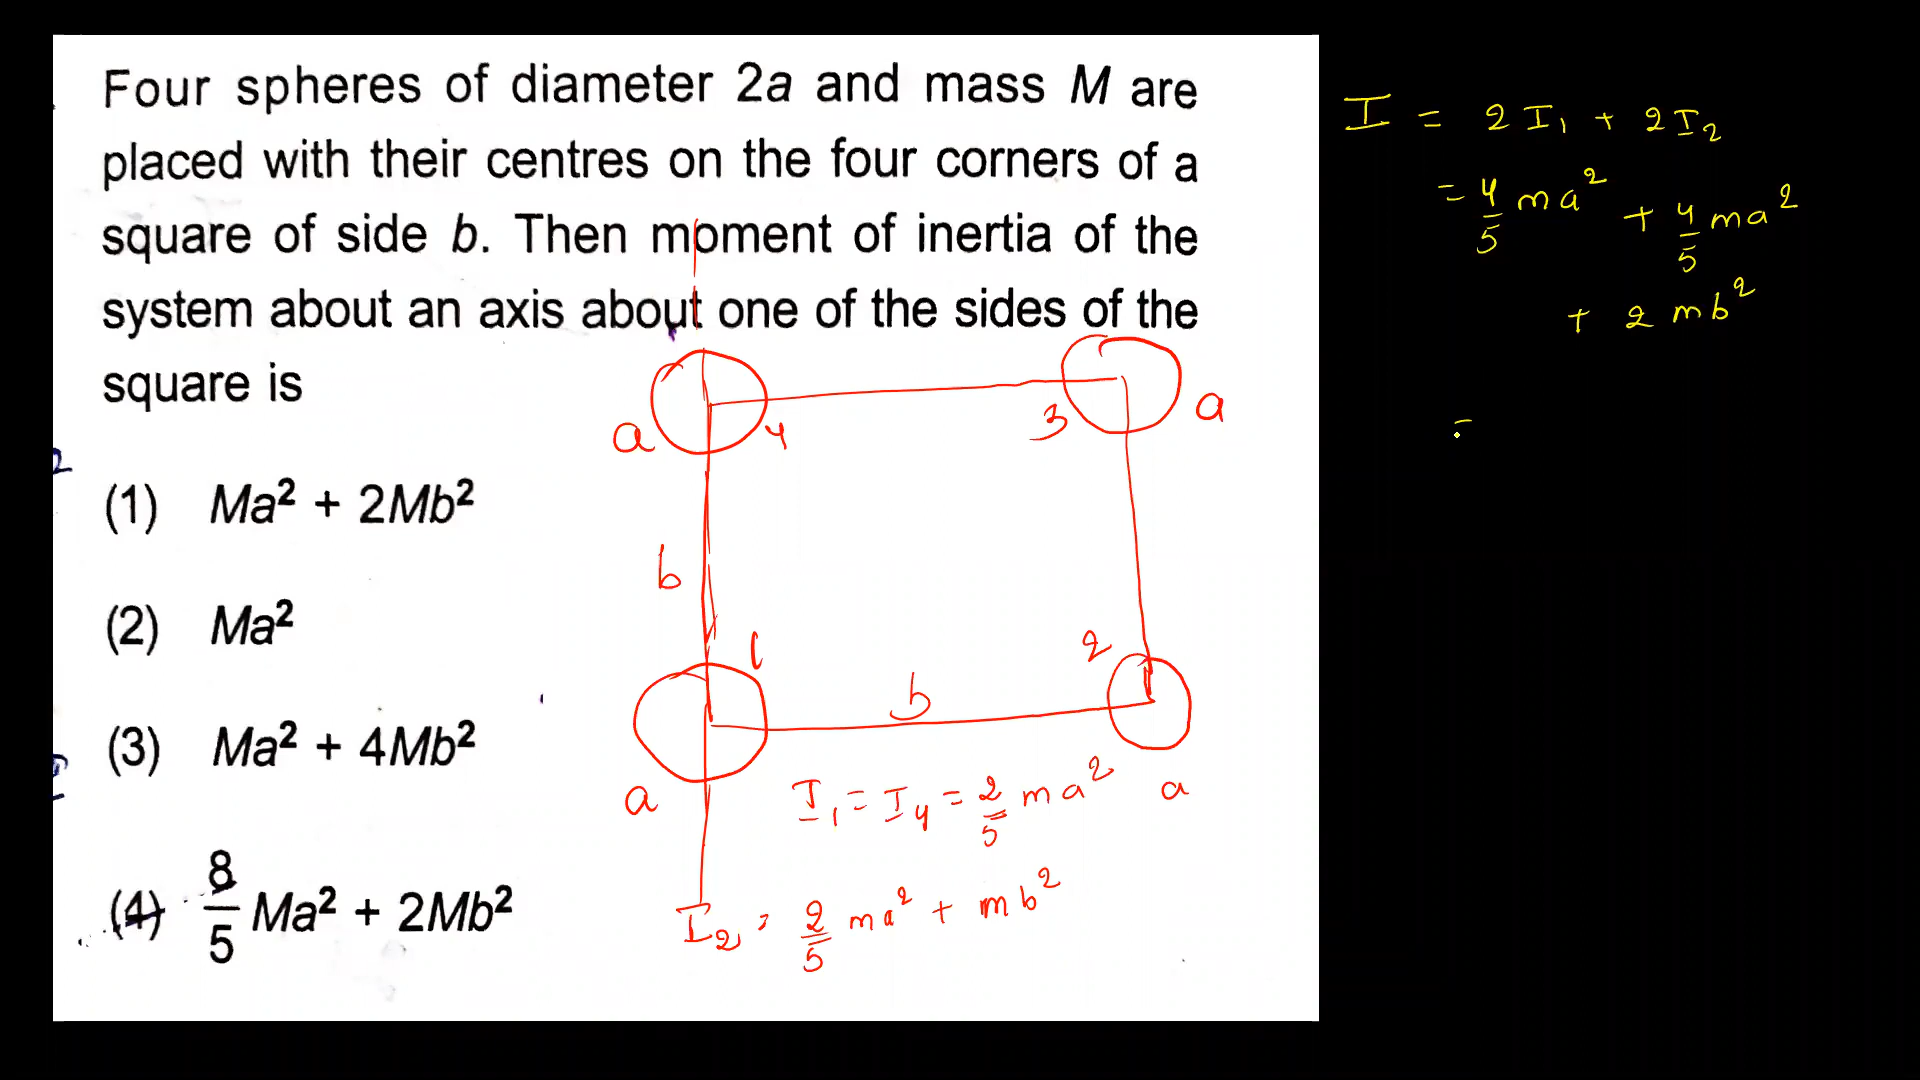 Four spheres of diameter 2a and mass M are
placed with their centres on the four corners of a
square of side b. Then moment of inertia of the
system about an axis about one of the sides of the
square is
(1) Ma² + 2Mb²
(2) Ma²
(3) Ma² + 4Mb²
(4) 8/5 Ma² + 2Mb²
a 4
3 a
b
1
2
b
a
a
I₁ = I₄ = 2/5 ma²
I₂ = 2/5 ma² + mb²
I = 2I₁ + 2I₂
= 4/5 ma² + 4/5 ma²
+ 2mb²
=